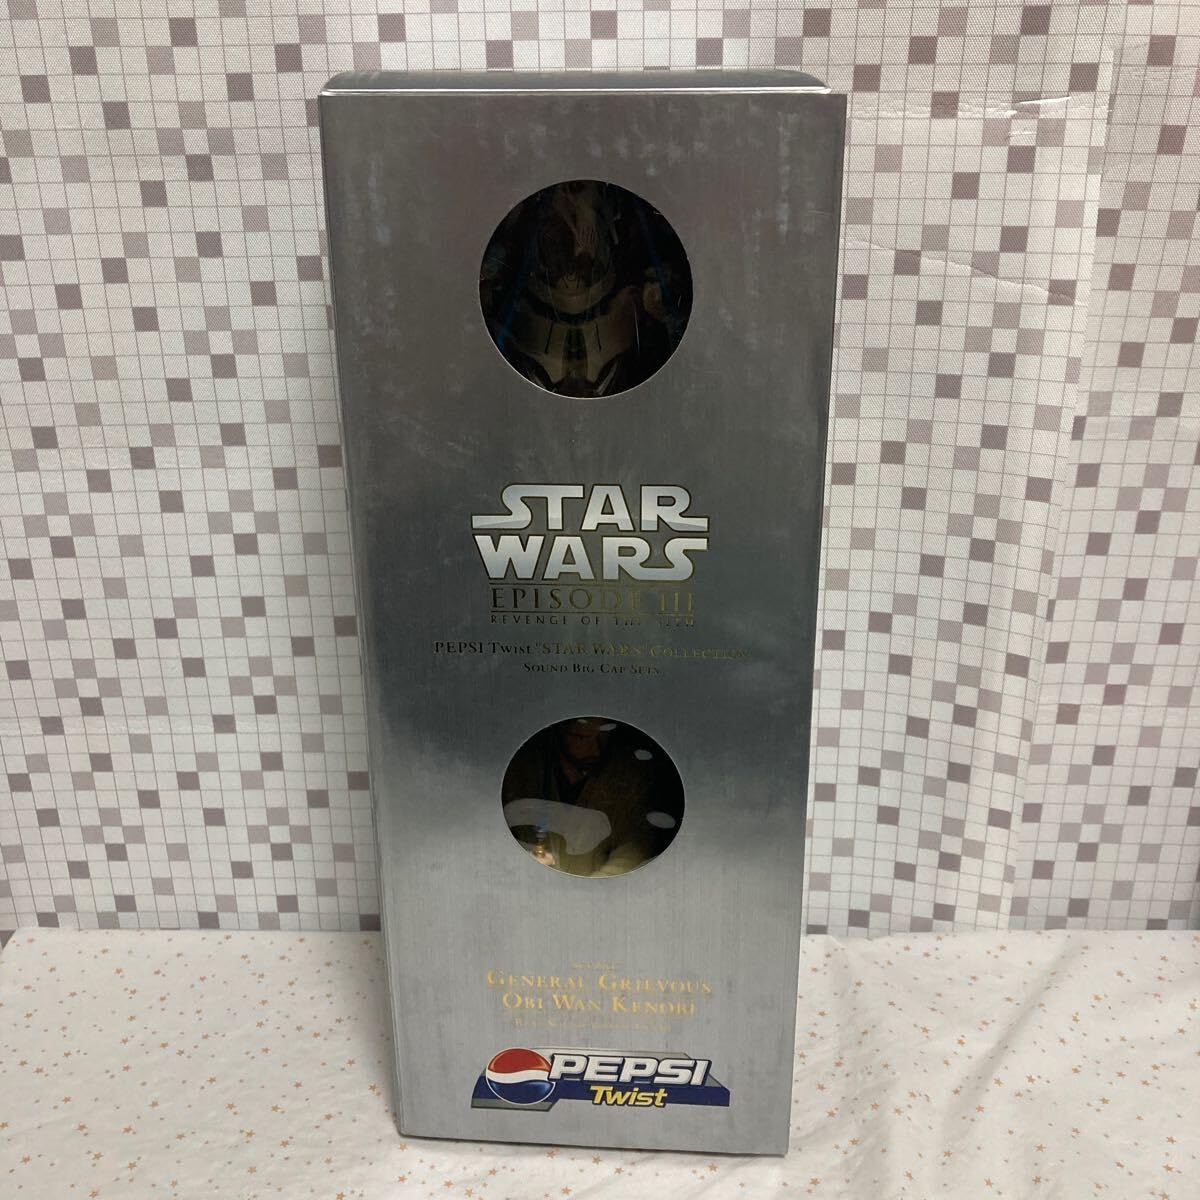 STAR
WARS
EPISODE III
REVENGE OF THE SITH
PEPSI Twist "STAR WARS" COLLECTION
SOUND BIG CAP SETS
GENERAL GRIEVOUS
OBI WAN KENOBI
PEPSI
Twist